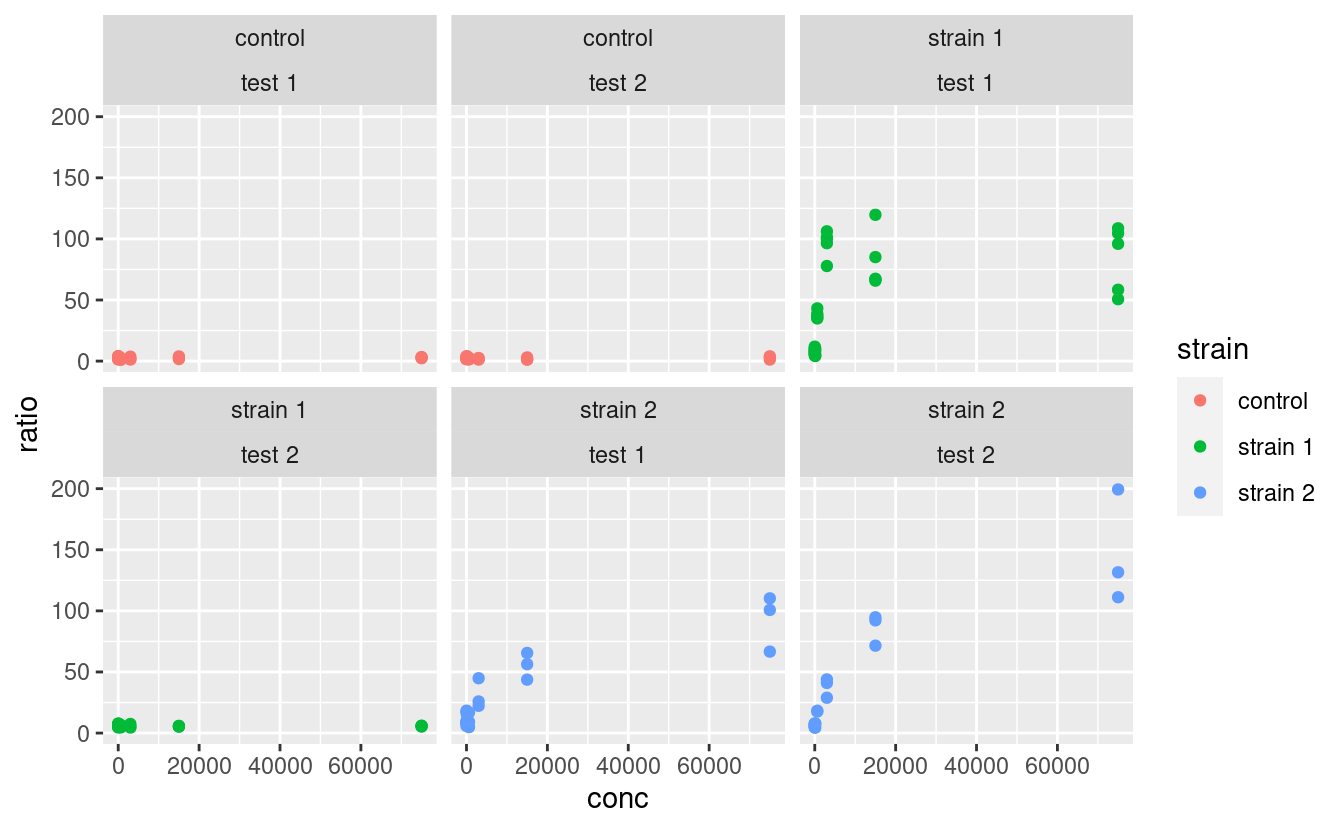 control
control
strain 1
test 1
test 2
test 1
200
150
100
50
0
strain 1
strain 2
strain 2
test 2
test 1
test 2
200
150
100
50
0
0
20000
40000
60000
0
20000
40000
60000
0
20000
40000
60000
conc
ratio
strain
control
strain 1
strain 2